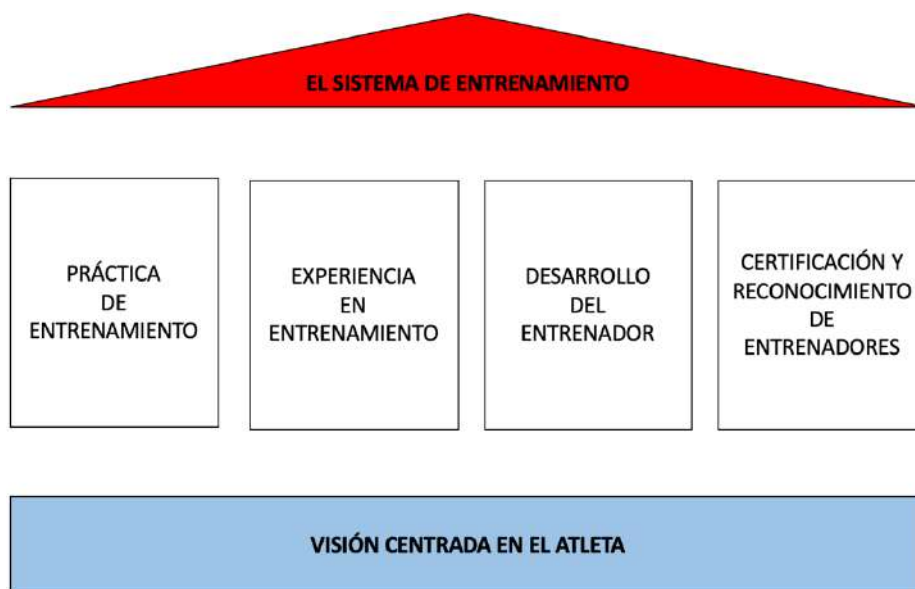 EL SISTEMA DE ENTRENAMIENTO
PRÁCTICA
DE
ENTRENAMIENTO
EXPERIENCIA
EN
ENTRENAMIENTO
DESARROLLO
DEL
ENTRENADOR
CERTIFICACIÓN Y
RECONOCIMIENTO
DE
ENTRENADORES
VISIÓN CENTRADA EN EL ATLETA